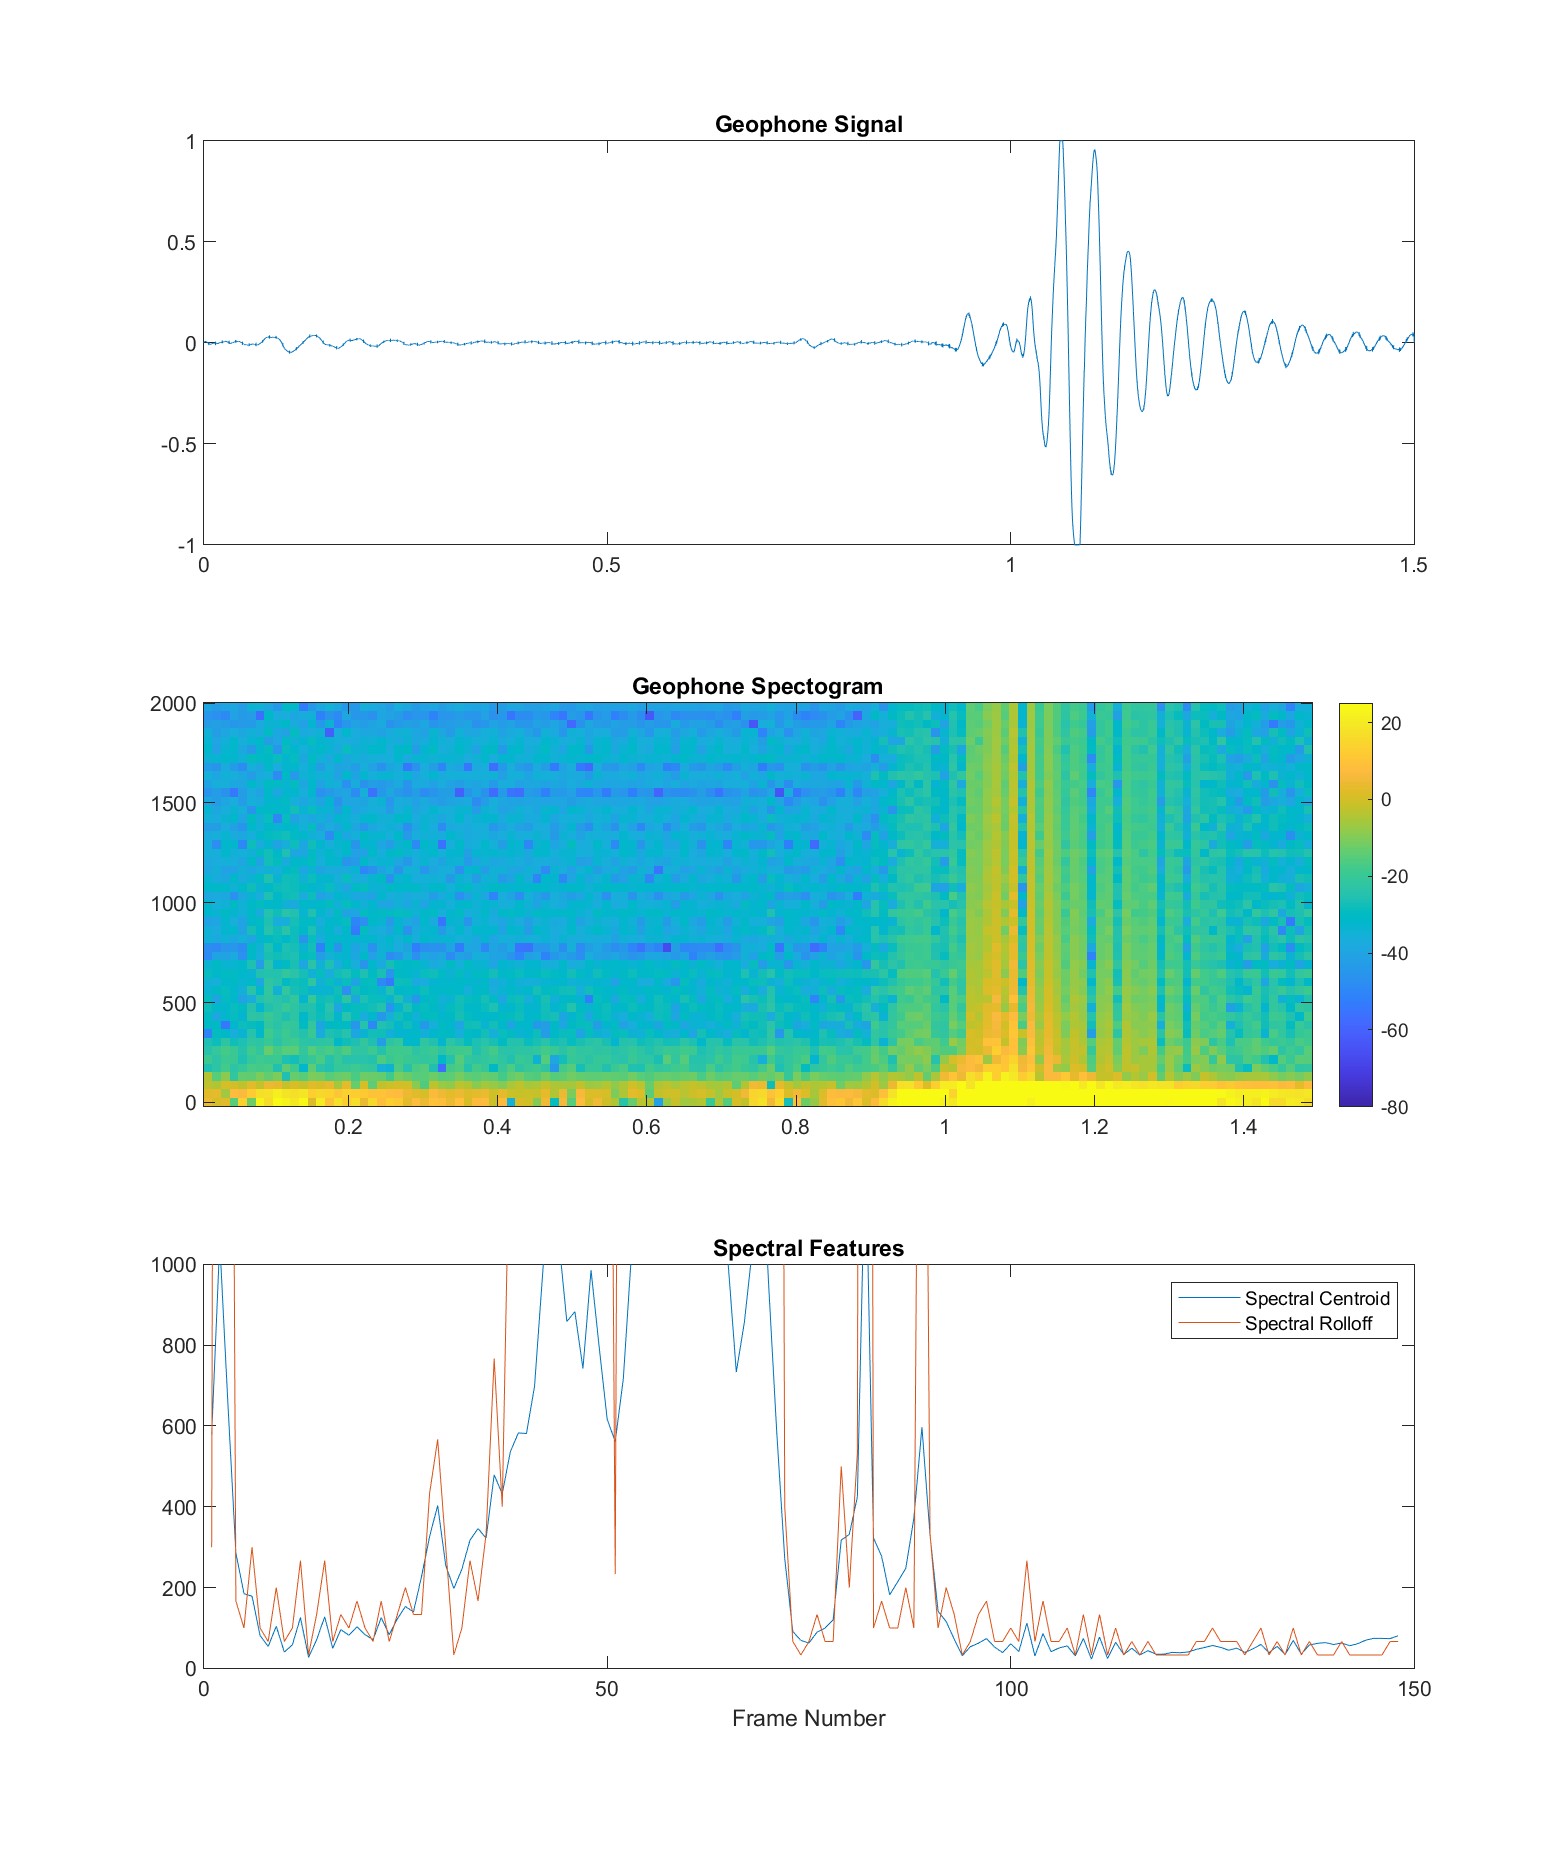 Geophone Signal
1
0.5
0
-0.5
-1
0 0.5 1 1.5
Geophone Spectogram
2000
1500
1000
500
0
0.2 0.4 0.6 0.8 1 1.2 1.4
20
0
-20
-40
-60
-80
Spectral Features
1000
800
600
400
200
0
0 50 100 150
Spectral Centroid
Spectral Rolloff
Frame Number